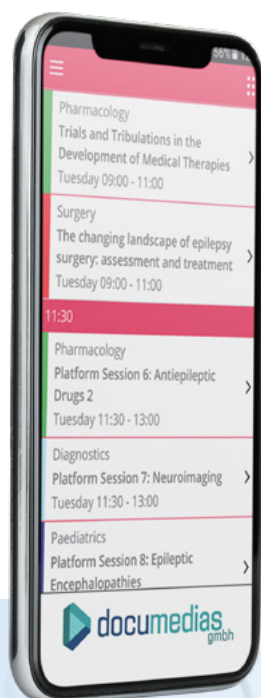 56%
Pharmacology
Trials and Tribulations in the
Development of Medical Therapies
Tuesday 09:00 - 11:00
Surgery
The changing landscape of epilepsy
surgery: assessment and treatment
Tuesday 09:00 - 11:00
11:30
Pharmacology
Platform Session 6: Antiepileptic
Drugs 2
Tuesday 11:30 - 13:00
Diagnostics
Platform Session 7: Neuroimaging
Tuesday 11:30 - 13:00
Paediatrics
Platform Session 8: Epileptic
Encephalopathies
documedias
gmbh